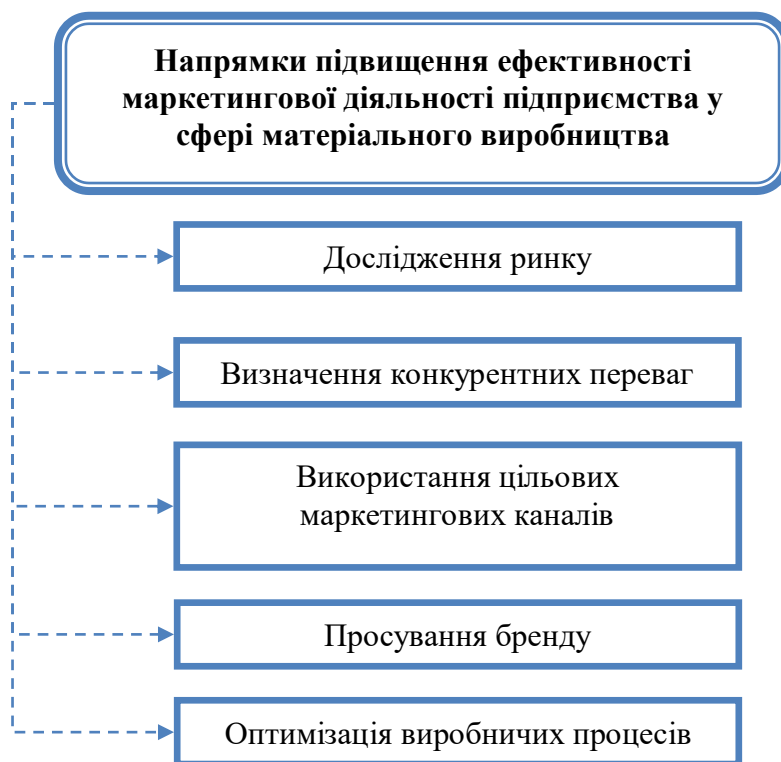 Напрямки підвищення ефективності
маркетингової діяльності підприємства у
сфері матеріального виробництва
Дослідження ринку
Визначення конкурентних переваг
Використання цільових
маркетингових каналів
Просування бренду
Оптимізація виробничих процесів